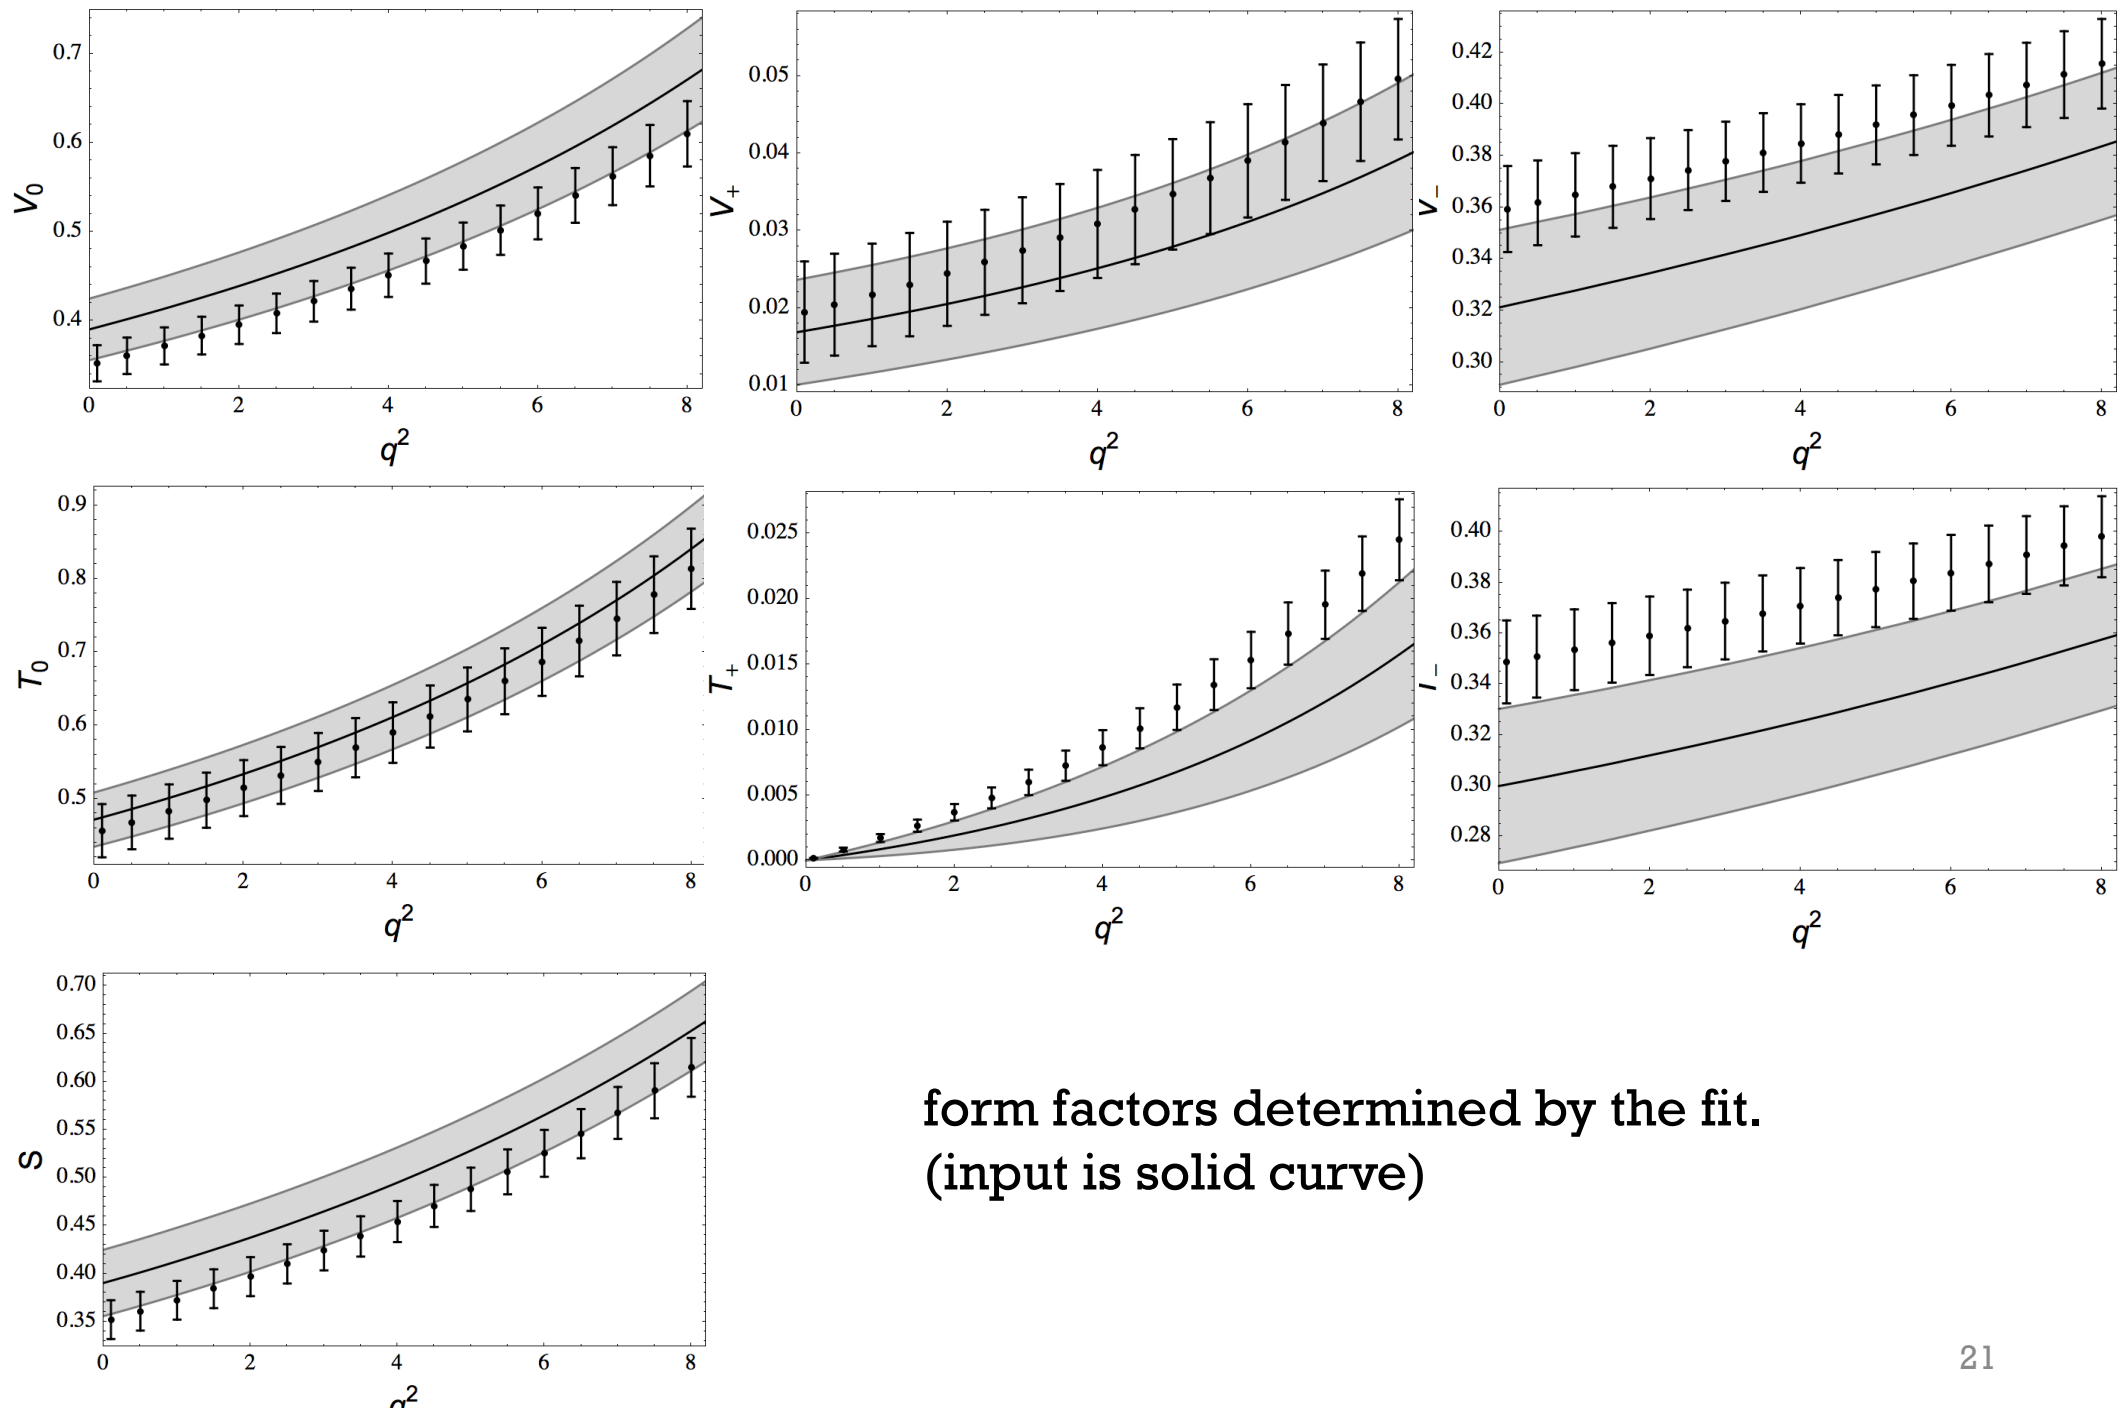 0.7
0.6
0.5
0.4
V0
0 2 4 6 8
q²
0.05
0.04
0.03
0.02
0.01
V+
0 2 4 6 8
q²
0.42
0.40
0.38
0.36
0.34
0.32
0.30
V−
0 2 4 6 8
q²
0.9
0.8
0.7
0.6
0.5
T0
0 2 4 6 8
q²
0.025
0.020
0.015
0.010
0.005
0.000
T+
0 2 4 6 8
q²
0.40
0.38
0.36
0.34
0.32
0.30
0.28
0 2 4 6 8
q²
0.70
0.65
0.60
0.55
0.50
0.45
0.40
0.35
S
0 2 4 6 8
q²
form factors determined by the fit.
(input is solid curve)
21